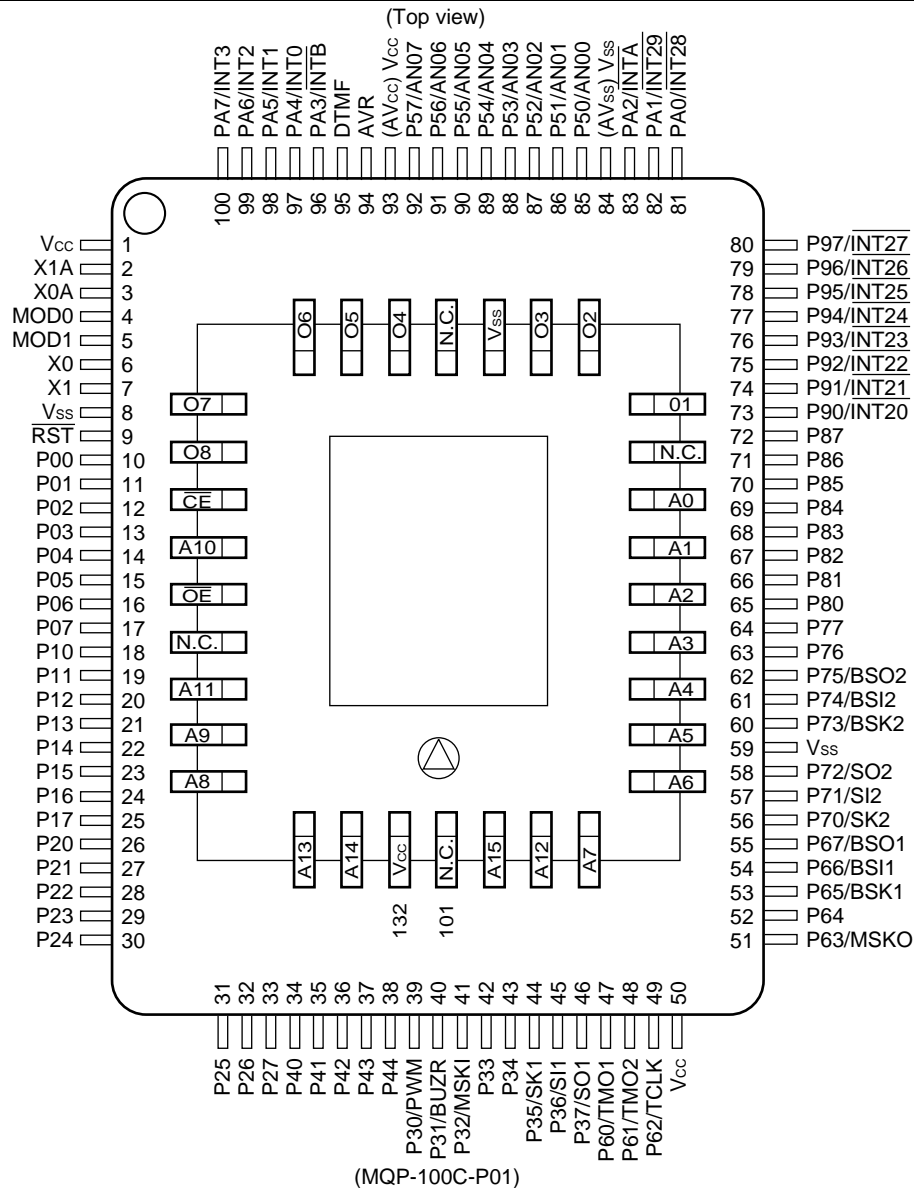 (Top view)
PA7/INT3
PA6/INT2
PA5/INT1
PA4/INT0
PA3/INTB
DTMF
AVR
(AVcc) Vcc
P57/AN07
P56/AN06
P55/AN05
P54/AN04
P53/AN03
P52/AN02
P51/AN01
P50/AN00
(AVss) Vss
PA2/INTA
PA1/INT29
PA0/INT28
100
99
98
97
96
95
94
93
92
91
90
89
88
87
86
85
84
83
82
81
Vcc 1
X1A 2
X0A 3
MOD0 4
MOD1 5
X0 6
X1 7
Vss 8
RST 9
P00 10
P01 11
P02 12
P03 13
P04 14
P05 15
P06 16
P07 17
P10 18
P11 19
P12 20
P13 21
P14 22
P15 23
P16 24
P17 25
P20 26
P21 27
P22 28
P23 29
P24 30
O6
O5
O4
N.C.
Vss
O3
O2
O7
O8
CE
A10
OE
N.C.
A11
A9
A8
01
N.C.
A0
A1
A2
A3
A4
A5
A6
A13
A14
Vcc
N.C.
A15
A12
A7
132
101
80 P97/INT27
79 P96/INT26
78 P95/INT25
77 P94/INT24
76 P93/INT23
75 P92/INT22
74 P91/INT21
73 P90/INT20
72 P87
71 P86
70 P85
69 P84
68 P83
67 P82
66 P81
65 P80
64 P77
63 P76
62 P75/BSO2
61 P74/BSI2
60 P73/BSK2
59 Vss
58 P72/SO2
57 P71/SI2
56 P70/SK2
55 P67/BSO1
54 P66/BSI1
53 P65/BSK1
52 P64
51 P63/MSKO
31
32
33
34
35
36
37
38
39
40
41
42
43
44
45
46
47
48
49
50
P25
P26
P27
P40
P41
P42
P43
P44
P30/PWM
P31/BUZR
P32/MSKI
P33
P34
P35/SK1
P36/SI1
P37/SO1
P60/TMO1
P61/TMO2
P62/TCLK
Vcc
(MQP-100C-P01)